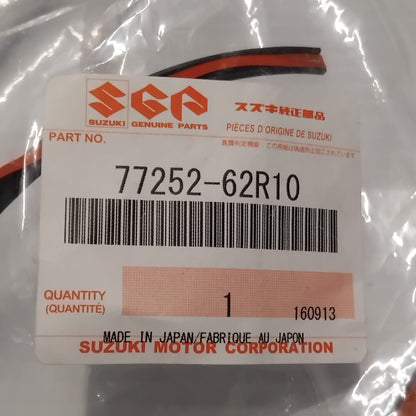 SGP
スズキ純正部品
SUZUKI GENUINE PARTS
PIÈCES D'ORIGINE DE SUZUKI
PART NO.
77252-62R10
QUANTITY
(QUANTITÉ)
1
160913
MADE IN JAPAN/FABRIQUE AU JAPON
SUZUKI MOTOR CORPORATION